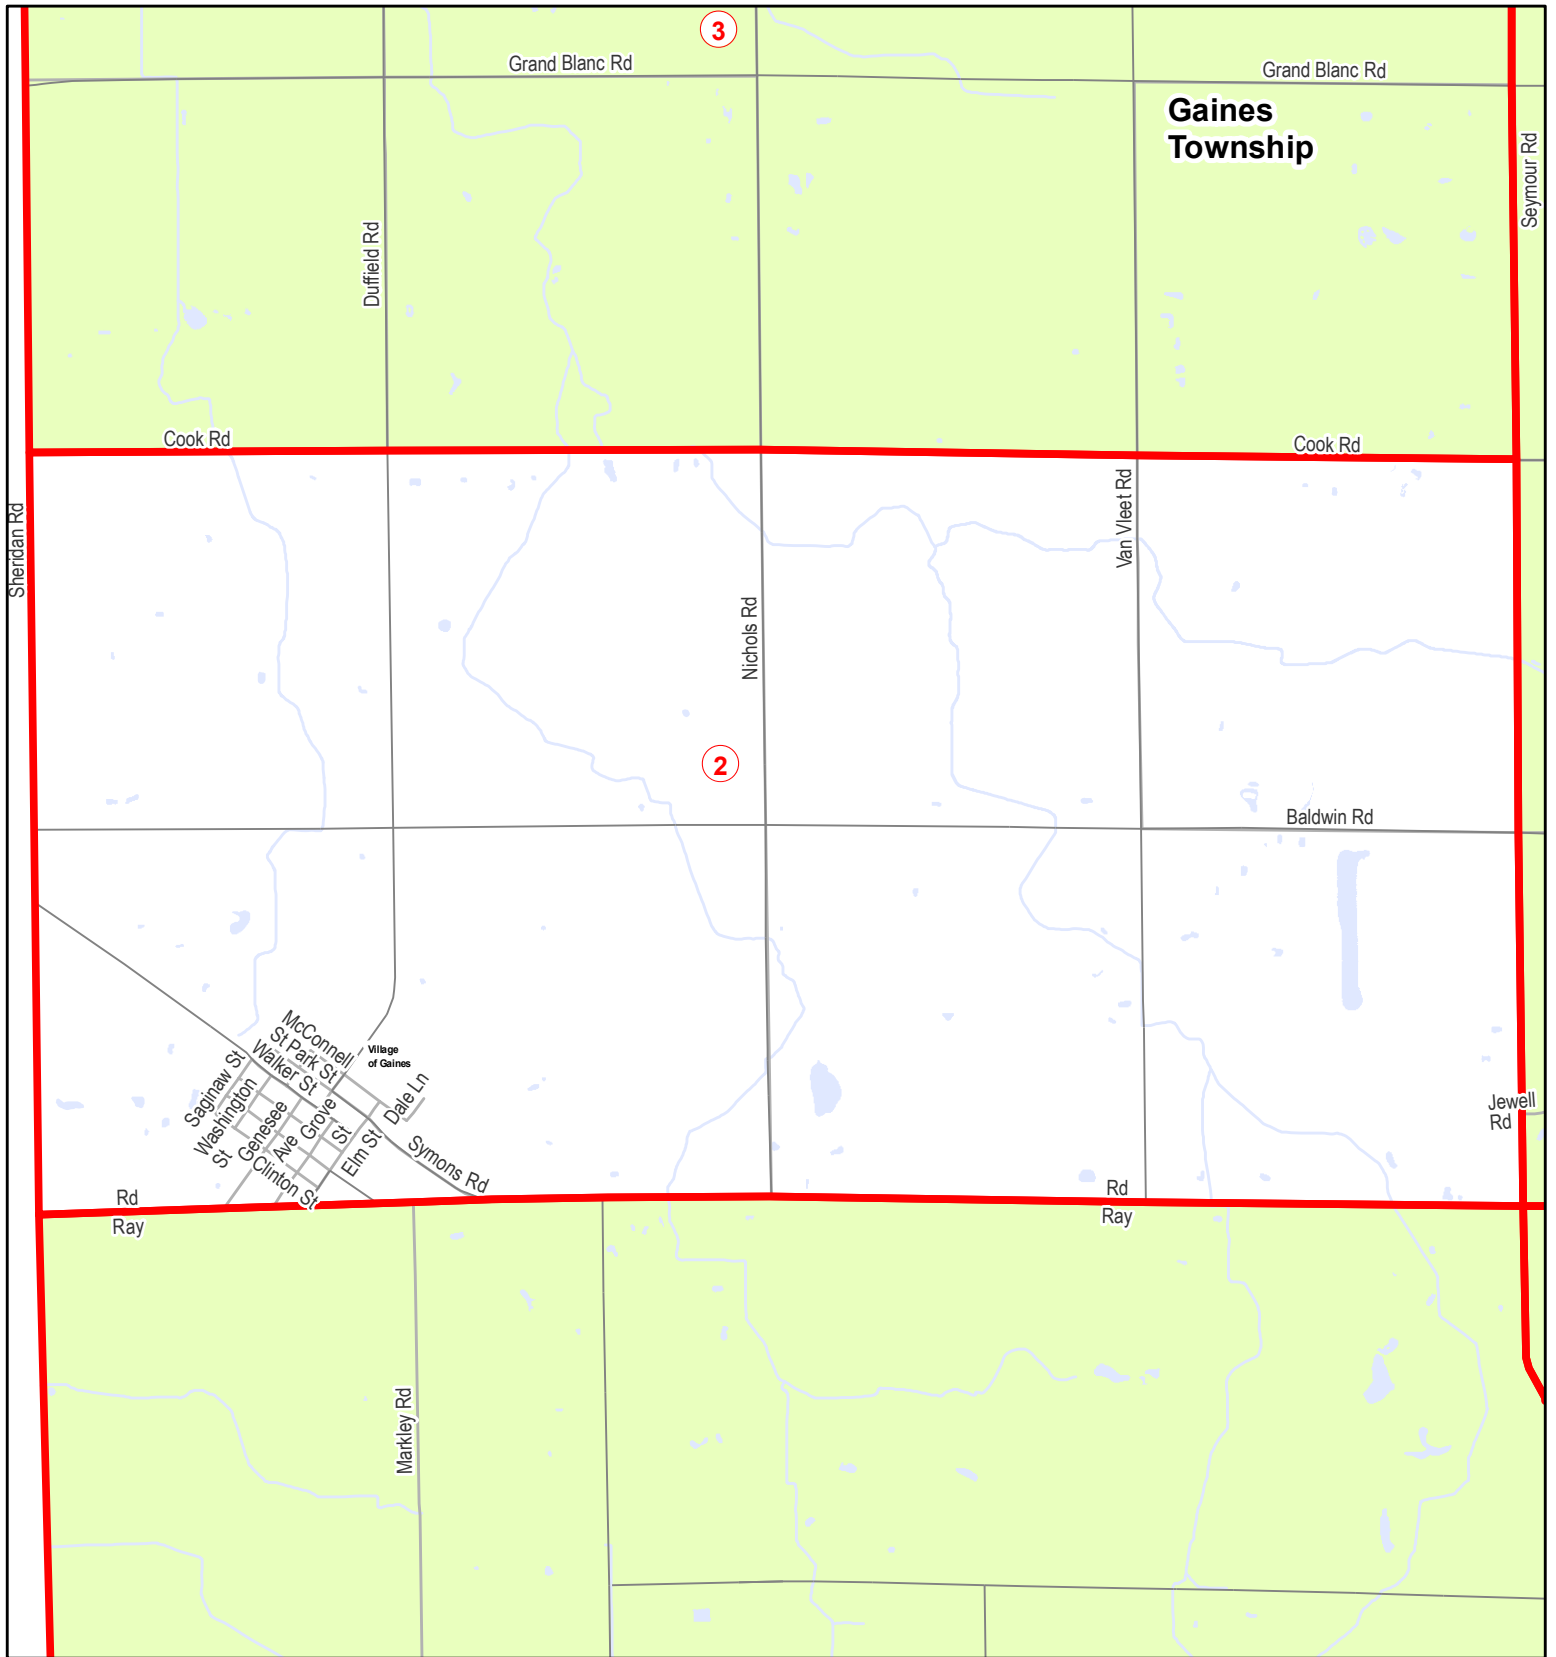 3
Grand Blanc Rd
Grand Blanc Rd
Gaines
Township
Seymour Rd
Duffield Rd
Cook Rd
Cook Rd
Sheridan Rd
Van Vleet Rd
Nichols Rd
2
Baldwin Rd
McConnell
St
Park St
Walker St
Village
of Gaines
Saginaw St
Washington
St
Genesee
Ave
Grove
St
Elm St
Dale Ln
Clinton St
Symons Rd
Jewell
Rd
Rd
Ray
Rd
Ray
Markley Rd